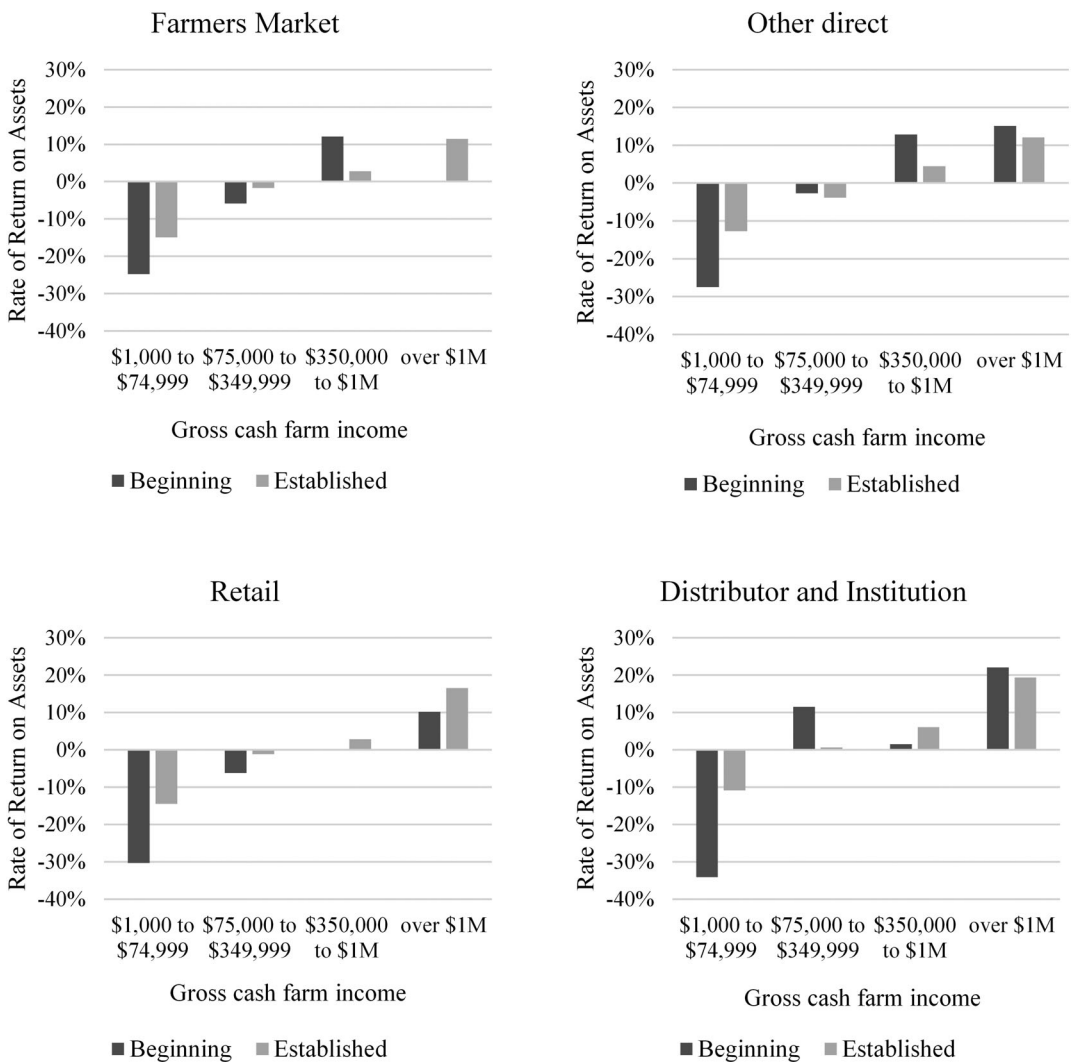 Farmers Market
Rate of Return on Assets
30%
20%
10%
0%
-10%
-20%
-30%
-40%
$1,000 to $75,000 to $350,000 over $1M
$74,999 $349,999 to $1M
Gross cash farm income
Beginning Established
Other direct
Rate of Return on Assets
30%
20%
10%
0%
-10%
-20%
-30%
-40%
$1,000 to $75,000 to $350,000 over $1M
$74,999 $349,999 to $1M
Gross cash farm income
Beginning Established
Retail
Rate of Return on Assets
30%
20%
10%
0%
-10%
-20%
-30%
-40%
$1,000 to $75,000 to $350,000 over $1M
$74,999 $349,999 to $1M
Gross cash farm income
Beginning Established
Distributor and Institution
Rate of Return on Assets
30%
20%
10%
0%
-10%
-20%
-30%
-40%
$1,000 to $75,000 to $350,000 over $1M
$74,999 $349,999 to $1M
Gross cash farm income
Beginning Established